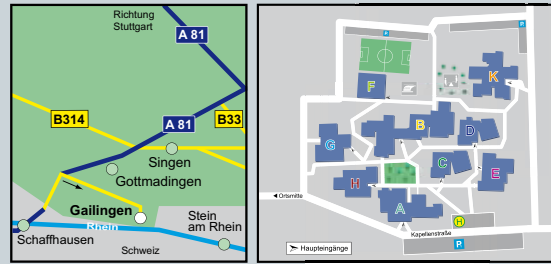 Richtung
Stuttgart
A 81
B314
A 81
B33
Singen
Gottmadingen
Gailingen
Rhein
Stein
am Rhein
Schaffhausen
Schweiz
P
P
K
F
B
D
G
C
E
H
A
H
Ortsmitte
Kapellenstraße
P
Haupteingänge